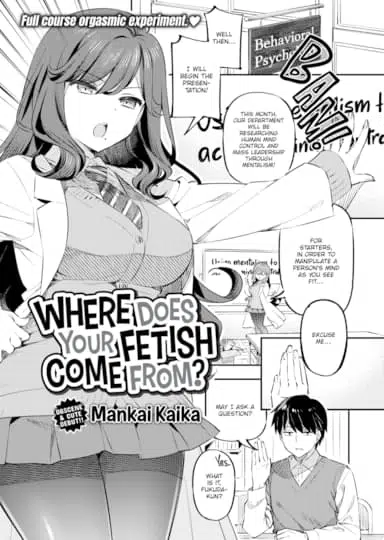 Full course orgasmic experiment.♥
WELL
THEN...
I WILL
BEGIN THE
PRESEN-
TATION!
Behavioral
BAM!
THIS MONTH,
OUR DEPARTMENT
WILL BE
RESEARCHING
HUMAN MIND
CONTROL AND
MASS LEADERSHIP
THROUGH
MENTALISM!
FOR
STARTERS,
IN ORDER
TO
MANIPULATE A
PERSON'S MIND
AS YOU
SEE FIT...
Using mentalism to
WHERE DOES
YOUR FETISH
COME FROM?
OBSCENE
& CUTE
DEBUT!!
Mankai Kaika
EXCUSE
ME...
MAY I ASK
A QUESTION?
Yes.
WHAT
IS IT,
FUKUDA-
KUN?